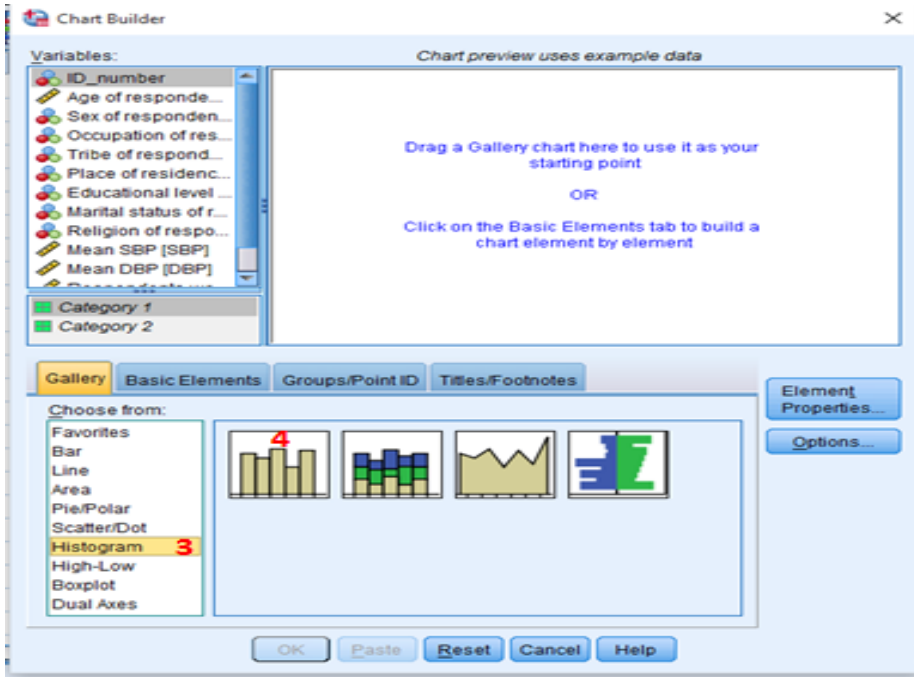 Chart Builder
Variables:
Chart preview uses example data
ID_number
Age of responde...
Sex of responden...
Occupation of res...
Tribe of respond...
Place of residenc...
Educational level ...
Marital status of r...
Religion of respo...
Mean SBP [SBP]
Mean DBP [DBP]
Category 1
Category 2
Drag a Gallery chart here to use it as your
starting point
OR
Click on the Basic Elements tab to build a
chart element by element
Gallery Basic Elements Groups/Point ID Titles/Footnotes
Choose from:
Favorites
Bar
Line
Area
Pie/Polar
Scatter/Dot
Histogram 3
High-Low
Boxplot
Dual Axes
4
Element
Properties...
Options...
OK Paste Reset Cancel Help